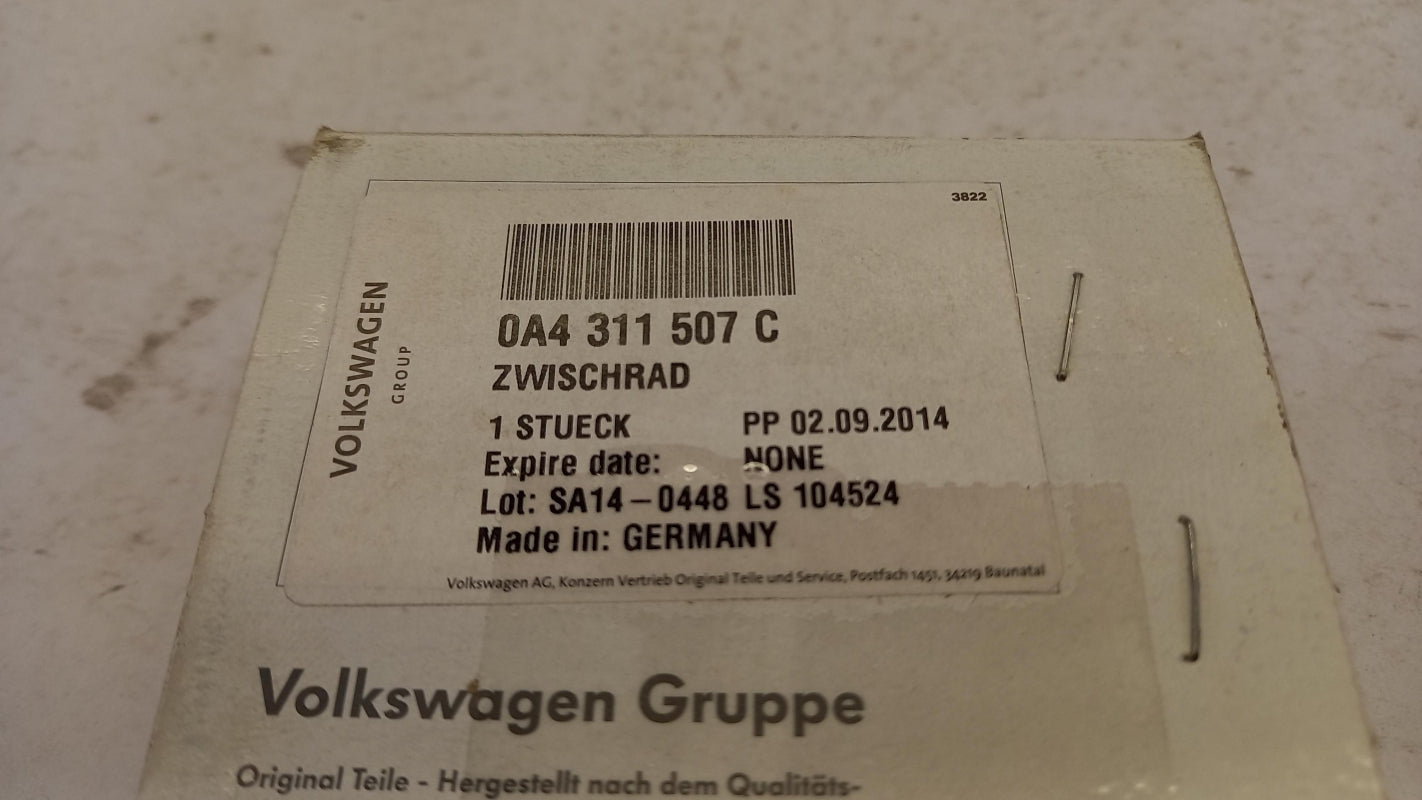 3822
VOLKSWAGEN
GROUP
0A4 311 507 C
ZWISCHRAD
1 STUECK PP 02.09.2014
Expire date: NONE
Lot: SA14-0448 LS 104524
Made in: GERMANY
Volkswagen AG, Konzern Vertrieb Original Teile und Service, Postfach 1451, 34219 Baunatal
Volkswagen Gruppe
Original Teile - Hergestellt nach dem Qualitäts-